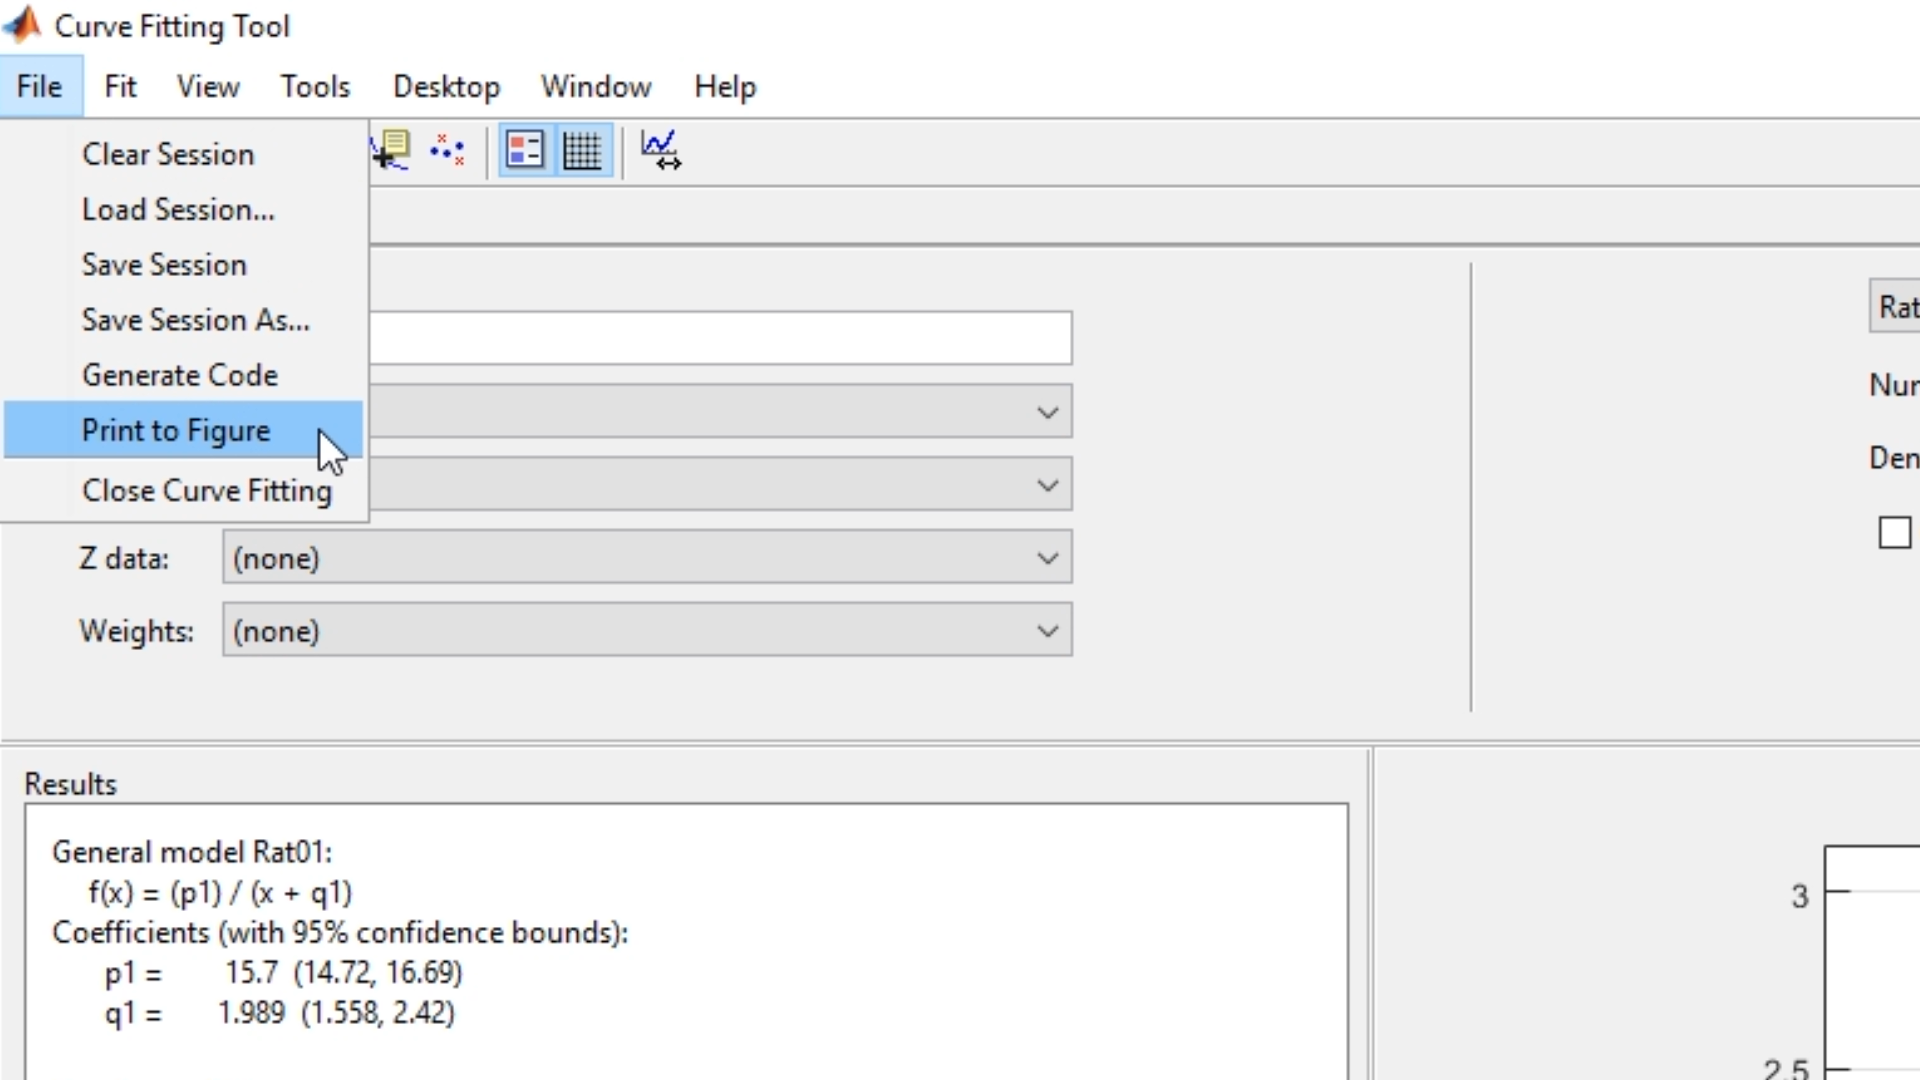 Curve Fitting Tool
File Fit View Tools Desktop Window Help
Clear Session
Load Session...
Save Session
Save Session As...
Generate Code
Print to Figure
Close Curve Fitting
Z data: (none)
Weights: (none)
Rat
Nur
Den
Results
General model Rat01:
f(x) = (p1) / (x + q1)
Coefficients (with 95% confidence bounds):
p1 = 15.7 (14.72, 16.69)
q1 = 1.989 (1.558, 2.42)
3
2.5